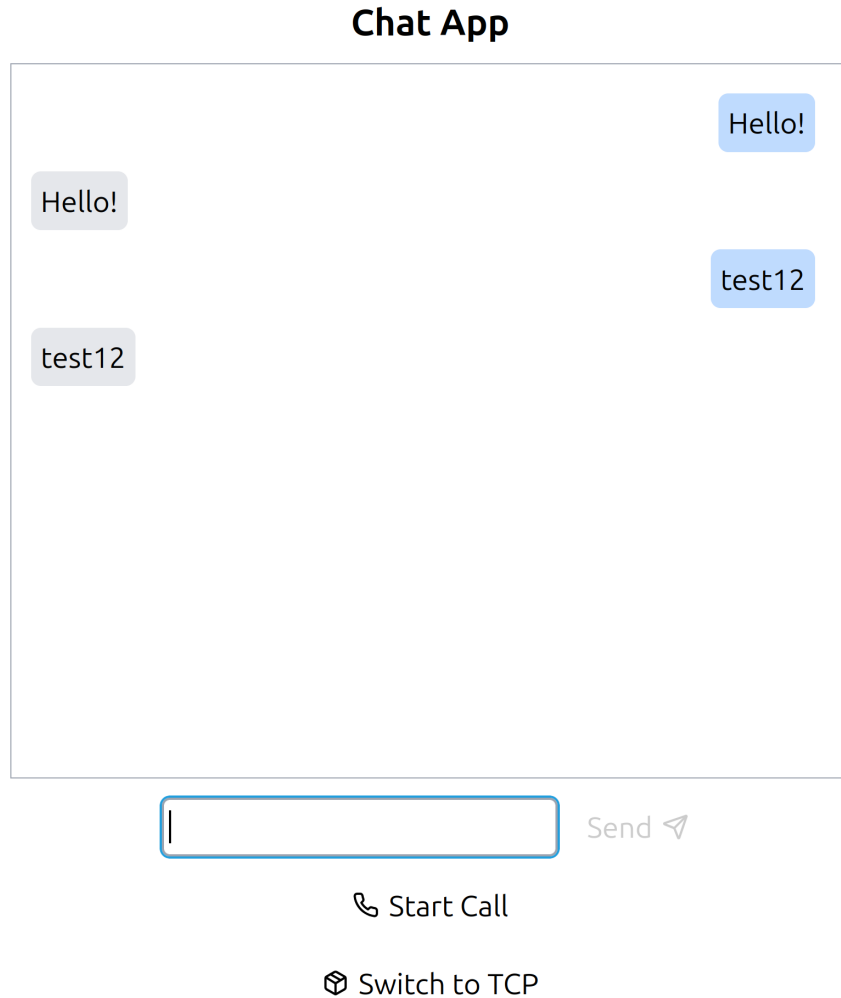 Chat App
Hello!
Hello!
test12
test12
Send
Start Call
Switch to TCP